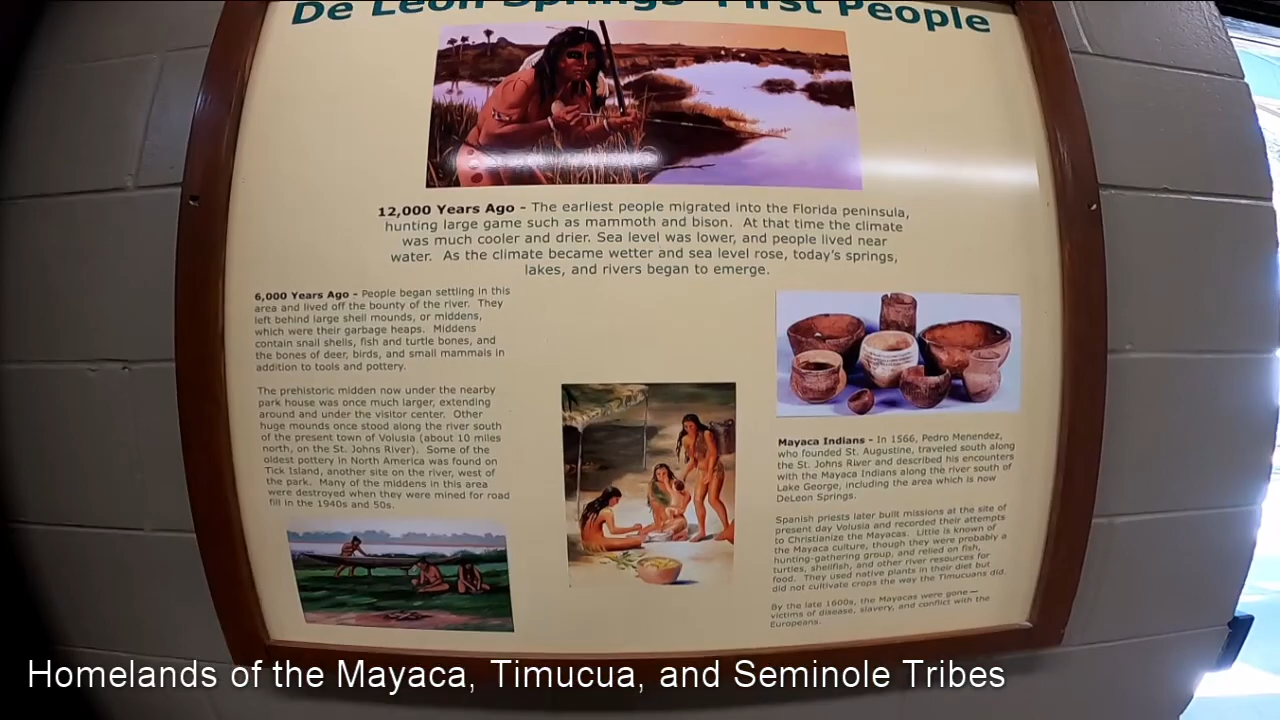 De Leon Springs' First People
12,000 Years Ago – The earliest people migrated into the Florida peninsula,
hunting large game such as mammoth and bison. At that time the climate
was much cooler and drier. Sea level was lower, and people lived near
water. As the climate became wetter and sea level rose, today's springs,
lakes, and rivers began to emerge.
6,000 Years Ago – People began settling in this
area and lived off the bounty of the river. They
left behind large shell mounds, or middens,
which were their garbage heaps. Middens
contain snail shells, fish and turtle bones, and
the bones of deer, birds, and small mammals in
addition to tools and pottery.
The prehistoric midden now under the nearby
park house was once much larger, extending
around and under the visitor center. Other
huge mounds once stood along the river south
of the present town of Volusia (about 10 miles
north, on the St. Johns River). Some of the
oldest pottery in North America was found on
Tick Island, another site on the river, west of
the park. Many of the middens in this area
were destroyed when they were mined for road
fill in the 1940s and 50s.
Mayaca Indians – In 1566, Pedro Menendez,
who founded St. Augustine, traveled south along
the St. Johns River and described his encounters
with the Mayaca Indians along the river south of
Lake George, including the area which is now
DeLeon Springs.
Spanish priests later built missions at the site of
present day Volusia and recorded their attempts
to Christianize the Mayacas. Little is known of
the Mayaca culture, though they were probably a
hunting-gathering group, and relied on fish,
turtles, shellfish, and other river resources for
food. They used native plants in their diet but
did not cultivate crops the way the Timucuans did.
By the late 1600s, the Mayacas were gone —
victims of disease, slavery, and conflict with the
Europeans.
Homelands of the Mayaca, Timucua, and Seminole Tribes